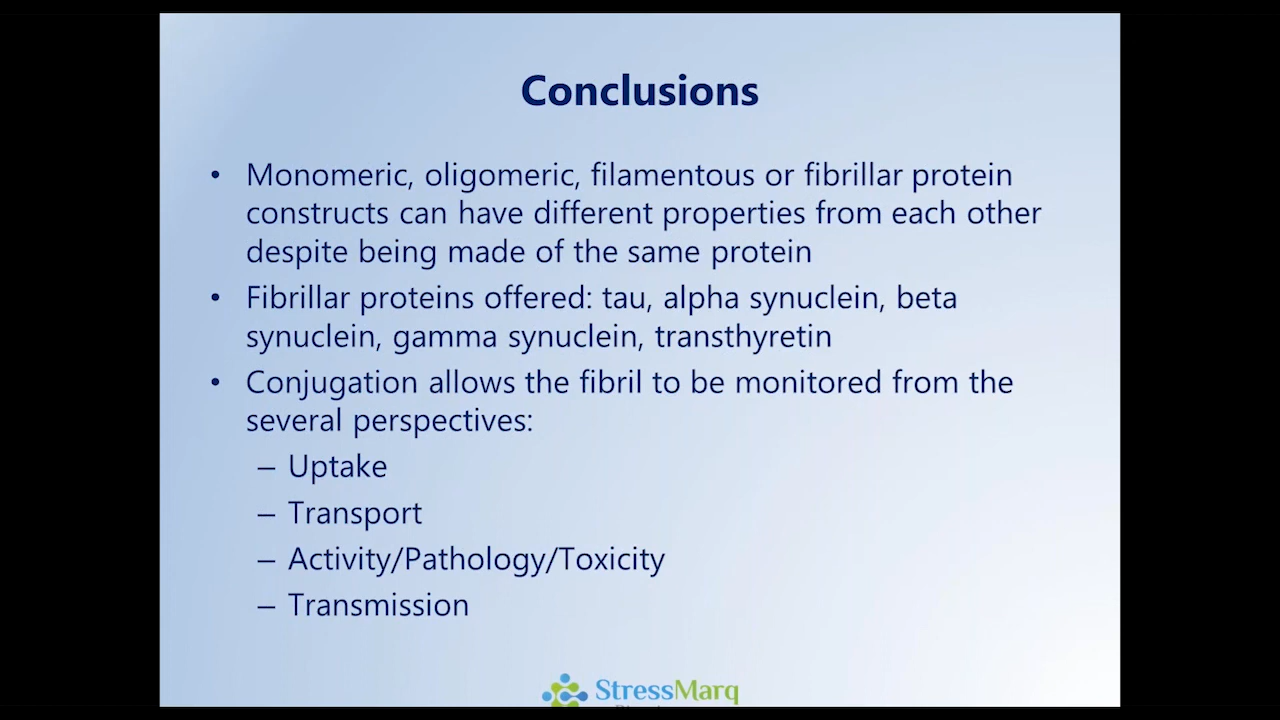 Conclusions
• Monomeric, oligomeric, filamentous or fibrillar protein
constructs can have different properties from each other
despite being made of the same protein
• Fibrillar proteins offered: tau, alpha synuclein, beta
synuclein, gamma synuclein, transthyretin
• Conjugation allows the fibril to be monitored from the
several perspectives:
– Uptake
– Transport
– Activity/Pathology/Toxicity
– Transmission
StressMarq